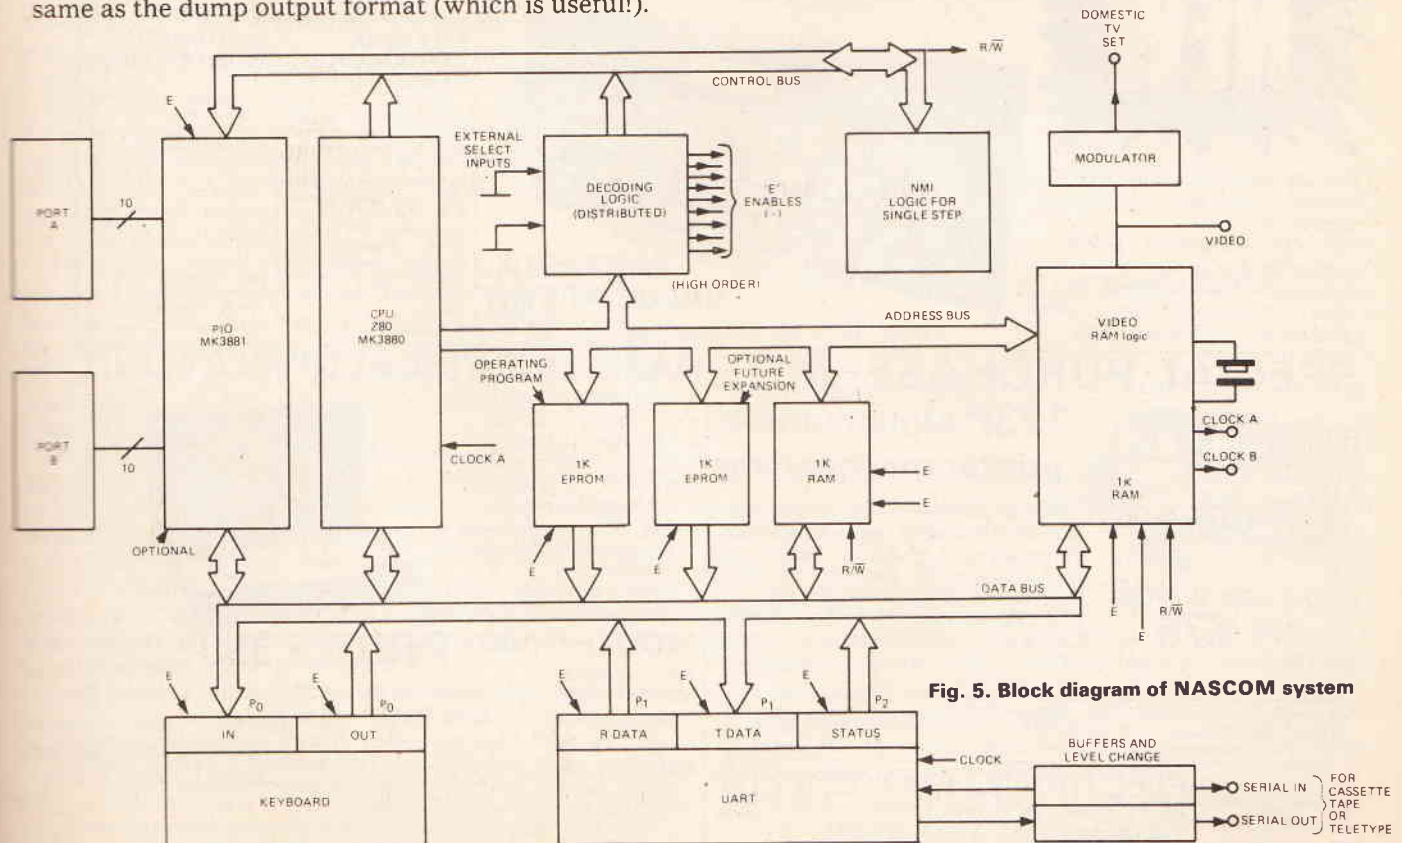 same as the dump output format (which is useful!).
DOMESTIC
TV
SET
R/W̅
CONTROL BUS
E
EXTERNAL
SELECT
INPUTS
PORT
A
10
DECODING
LOGIC
(DISTRIBUTED)
'E'
ENABLES
(-)
NMI
LOGIC FOR
SINGLE STEP
MODULATOR
VIDEO
(HIGH ORDER)
PIO
MK3881
CPU
Z80
MK3880
ADDRESS BUS
VIDEO
RAM logic
OPERATING
PROGRAM
OPTIONAL
FUTURE
EXPANSION
PORT
B
10
CLOCK A
1K
EPROM
1K
EPROM
1K
RAM
E
E
CLOCK A
CLOCK B
1K
RAM
OPTIONAL
E
E
R/W̅
DATA BUS
E
E
R/W̅
E
P0
E
P0
E
P1
E
P1
E
P2
Fig. 5. Block diagram of NASCOM system
IN
OUT
R DATA
T DATA
STATUS
KEYBOARD
UART
CLOCK
BUFFERS AND
LEVEL CHANGE
SERIAL IN
SERIAL OUT
FOR
CASSETTE
TAPE
OR
TELETYPE